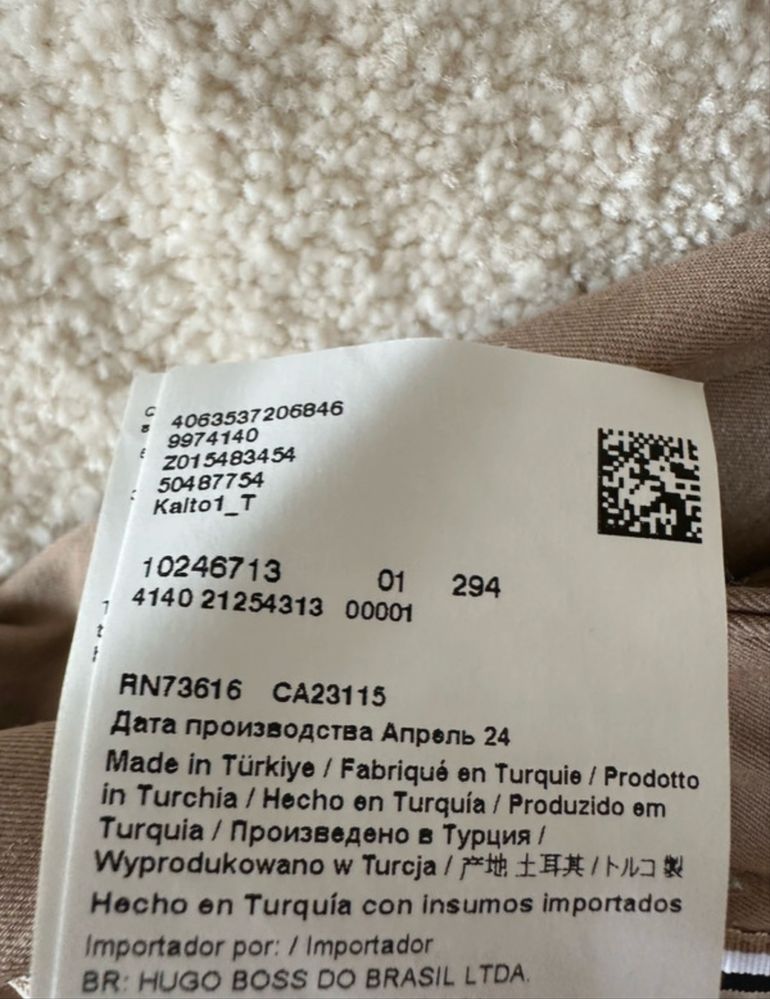 4063537206846
9974140
Z015483454
50487754
Kalto1_T
10246713 01 294
4140 21254313 00001
RN73616 CA23115
Дата производства Апрель 24
Made in Türkiye / Fabriqué en Turquie / Prodotto
in Turchia / Hecho en Turquía / Produzido em
Turquia / Произведено в Турция /
Wyprodukowano w Turcja / 产地 土耳其 / トルコ 製
Hecho en Turquía con insumos importados
Importador por: / Importador
BR: HUGO BOSS DO BRASIL LTDA.